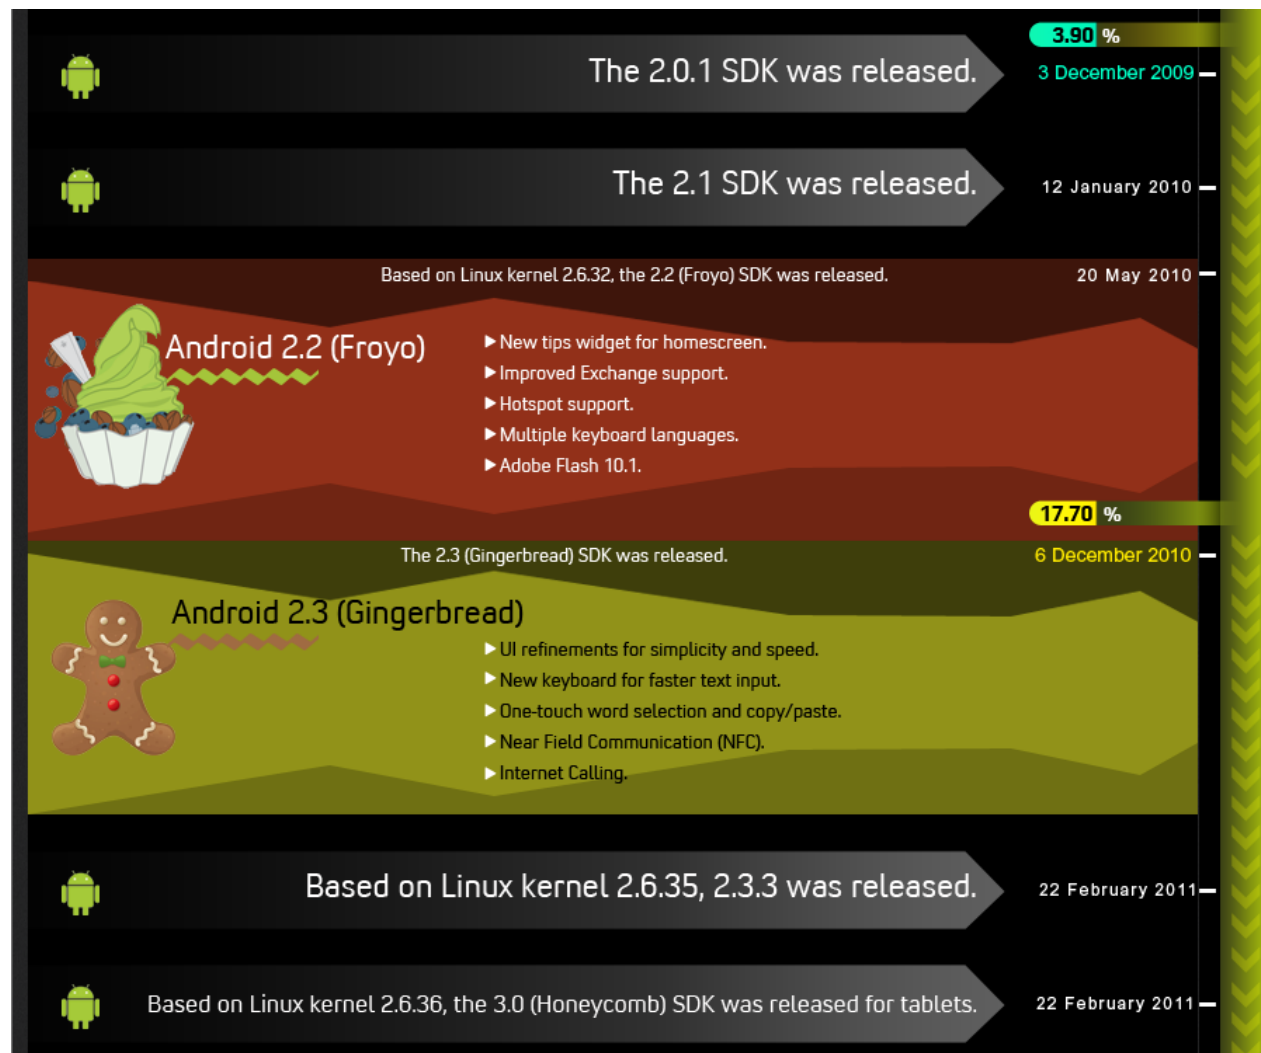 3.90 %
The 2.0.1 SDK was released.
3 December 2009
The 2.1 SDK was released.
12 January 2010
Based on Linux kernel 2.6.32, the 2.2 (Froyo) SDK was released.
20 May 2010
Android 2.2 (Froyo)
New tips widget for homescreen.
Improved Exchange support.
Hotspot support.
Multiple keyboard languages.
Adobe Flash 10.1.
17.70 %
The 2.3 (Gingerbread) SDK was released.
6 December 2010
Android 2.3 (Gingerbread)
UI refinements for simplicity and speed.
New keyboard for faster text input.
One-touch word selection and copy/paste.
Near Field Communication (NFC).
Internet Calling.
Based on Linux kernel 2.6.35, 2.3.3 was released.
22 February 2011
Based on Linux kernel 2.6.36, the 3.0 (Honeycomb) SDK was released for tablets.
22 February 2011